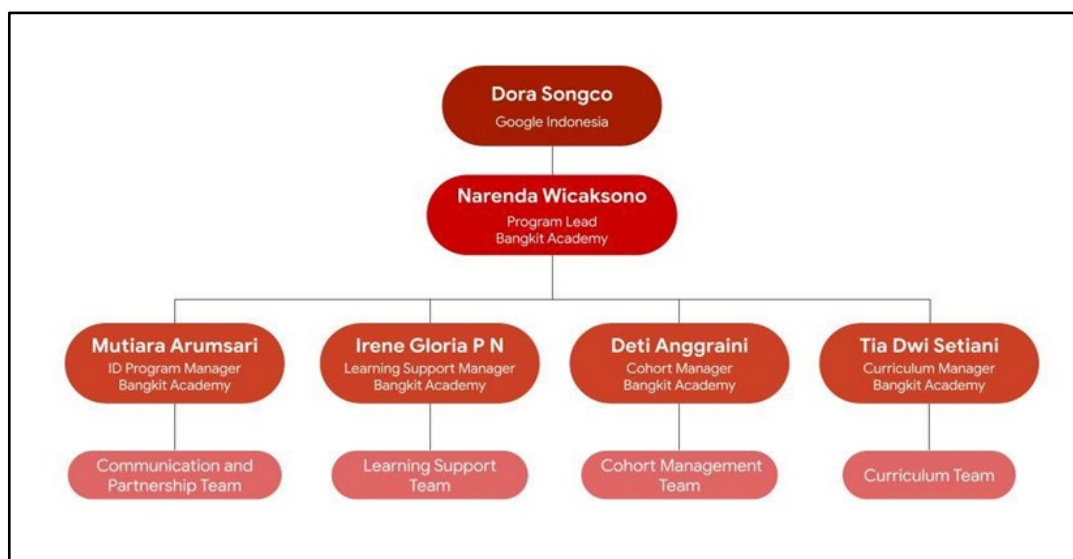 Dora Songco
Google Indonesia
Narenda Wicaksono
Program Lead
Bangkit Academy
Mutiara Arumsari
ID Program Manager
Bangkit Academy
Irene Gloria P N
Learning Support Manager
Bangkit Academy
Deti Anggraini
Cohort Manager
Bangkit Academy
Tia Dwi Setiani
Curriculum Manager
Bangkit Academy
Communication and
Partnership Team
Learning Support
Team
Cohort Management
Team
Curriculum Team